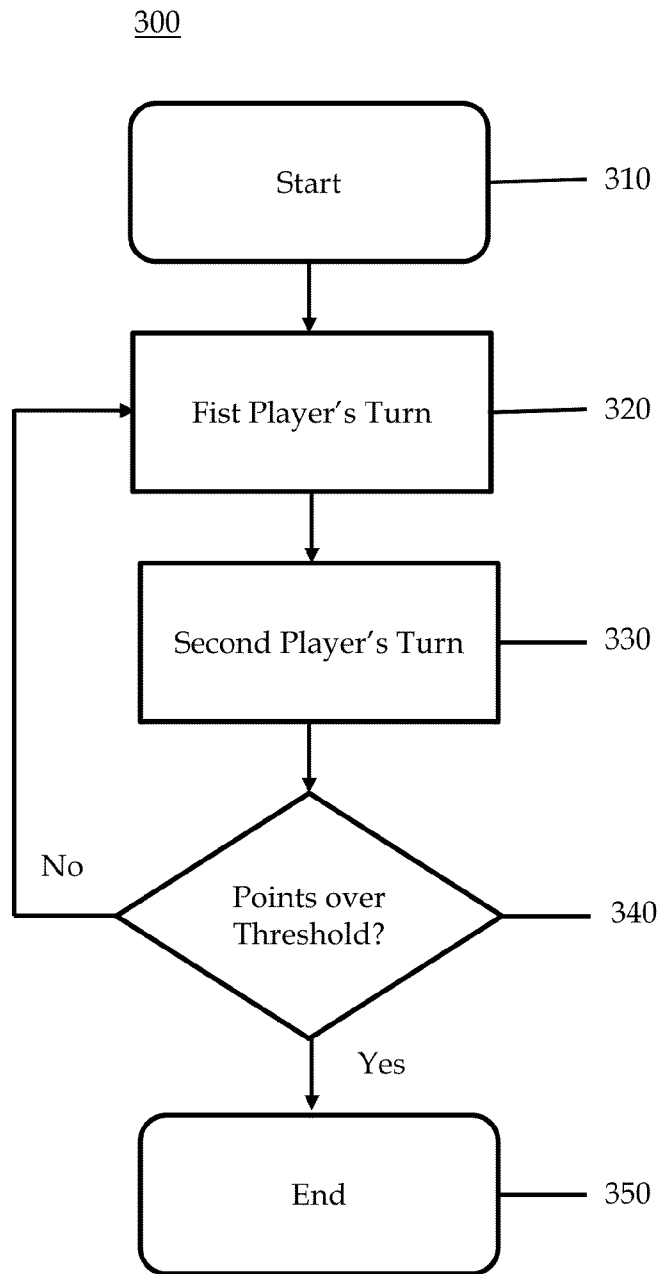 300
Start
310
Fist Player's Turn
320
Second Player's Turn
330
No
Points over
Threshold?
340
Yes
End
350